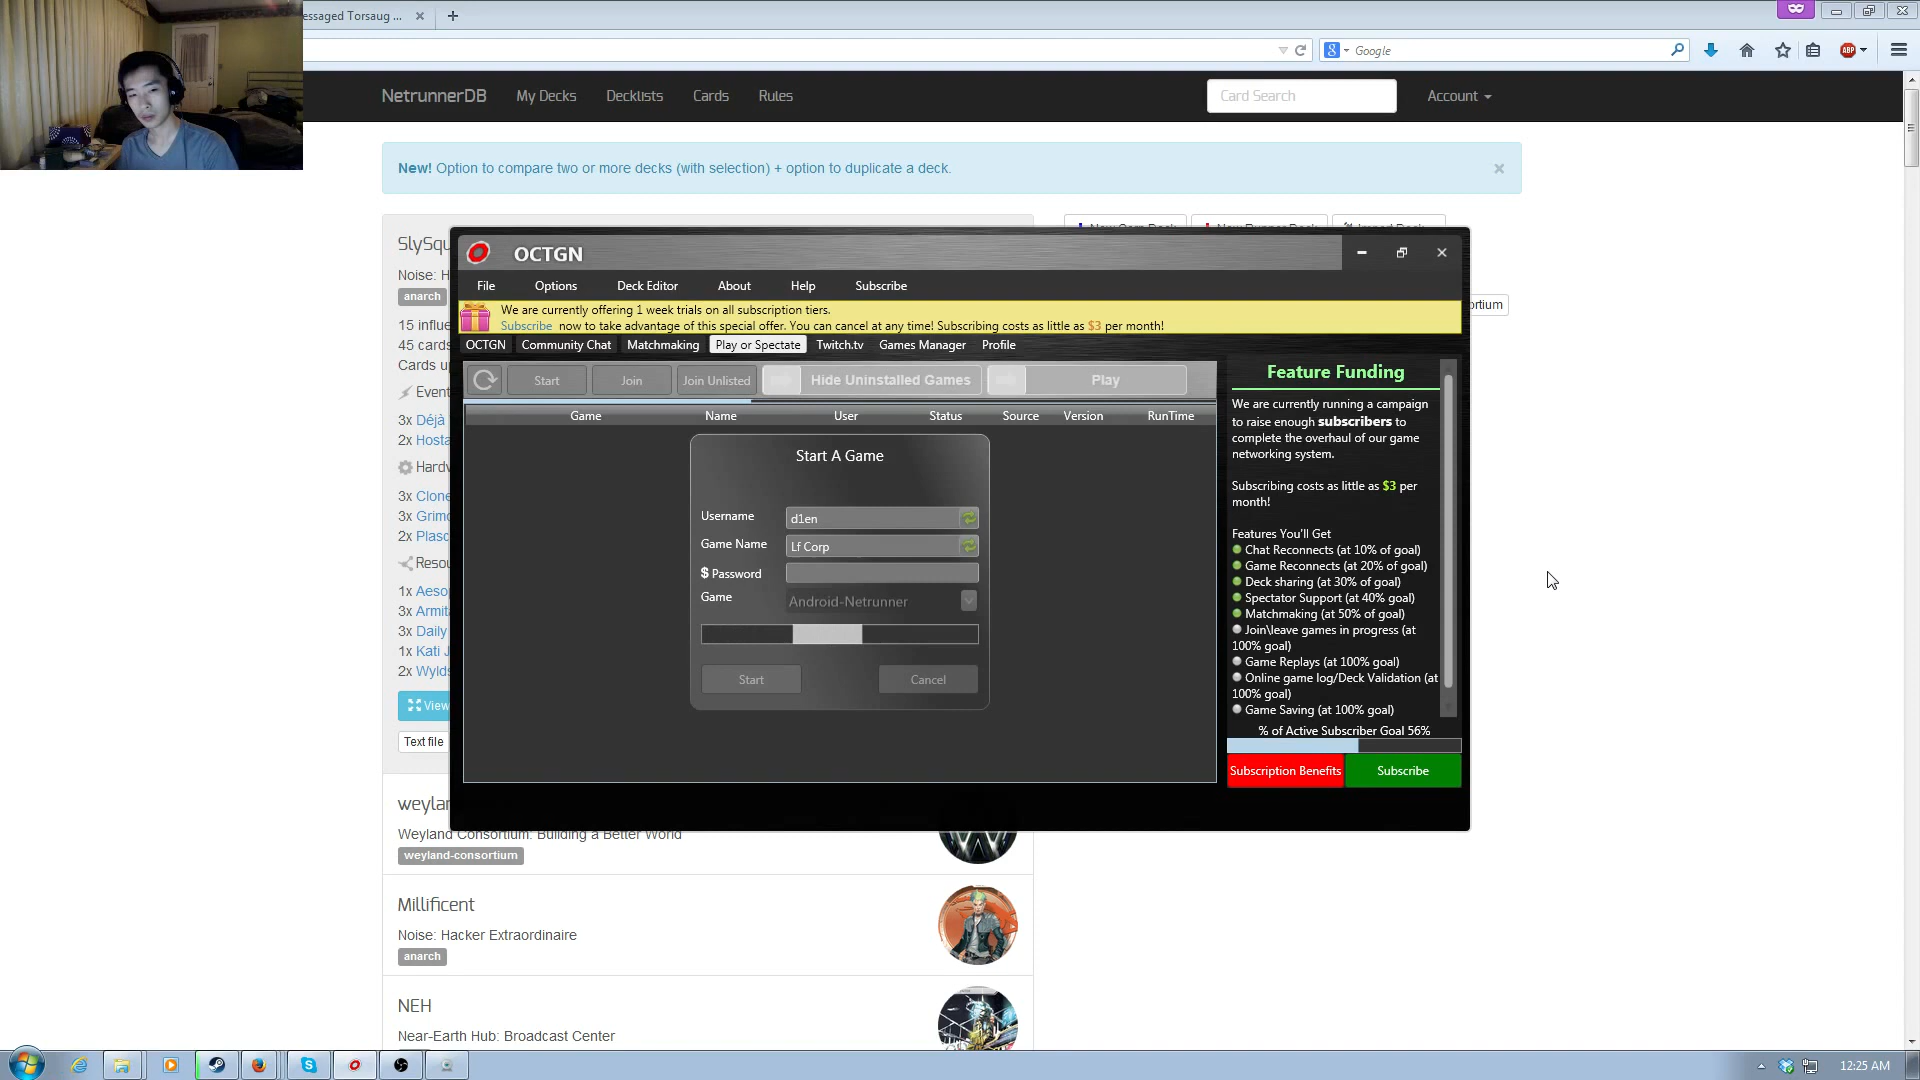 essaged Torsaug ...
Google
NetrunnerDB My Decks Decklists Cards Rules
Card Search
Account
New! Option to compare two or more decks (with selection) + option to duplicate a deck.
SlySqu
Noise: H
anarch
15 influe
45 cards
Cards up
Event
3x Déjà
2x Hosta
Hardw
3x Clone
3x Grimo
2x Plasc
Resou
1x Aesop
3x Armita
3x Daily
1x Kati J
2x Wylds
View
Text file
ortium
OCTGN
File Options Deck Editor About Help Subscribe
We are currently offering 1 week trials on all subscription tiers.
Subscribe now to take advantage of this special offer. You can cancel at any time! Subscribing costs as little as $3 per month!
OCTGN Community Chat Matchmaking Play or Spectate Twitch.tv Games Manager Profile
Start Join Join Unlisted Hide Uninstalled Games Play
Game Name User Status Source Version RunTime
Start A Game
Username d1en
Game Name Lf Corp
$ Password
Game Android-Netrunner
Start Cancel
Feature Funding
We are currently running a campaign
to raise enough subscribers to
complete the overhaul of our game
networking system.
Subscribing costs as little as $3 per
month!
Features You'll Get
Chat Reconnects (at 10% of goal)
Game Reconnects (at 20% of goal)
Deck sharing (at 30% of goal)
Spectator Support (at 40% goal)
Matchmaking (at 50% of goal)
Join\leave games in progress (at
100% goal)
Game Replays (at 100% goal)
Online game log/Deck Validation (at
100% goal)
Game Saving (at 100% goal)
% of Active Subscriber Goal 56%
Subscription Benefits Subscribe
weylan
Weyland Consortium: Building a Better World
weyland-consortium
Millificent
Noise: Hacker Extraordinaire
anarch
NEH
Near-Earth Hub: Broadcast Center
12:25 AM